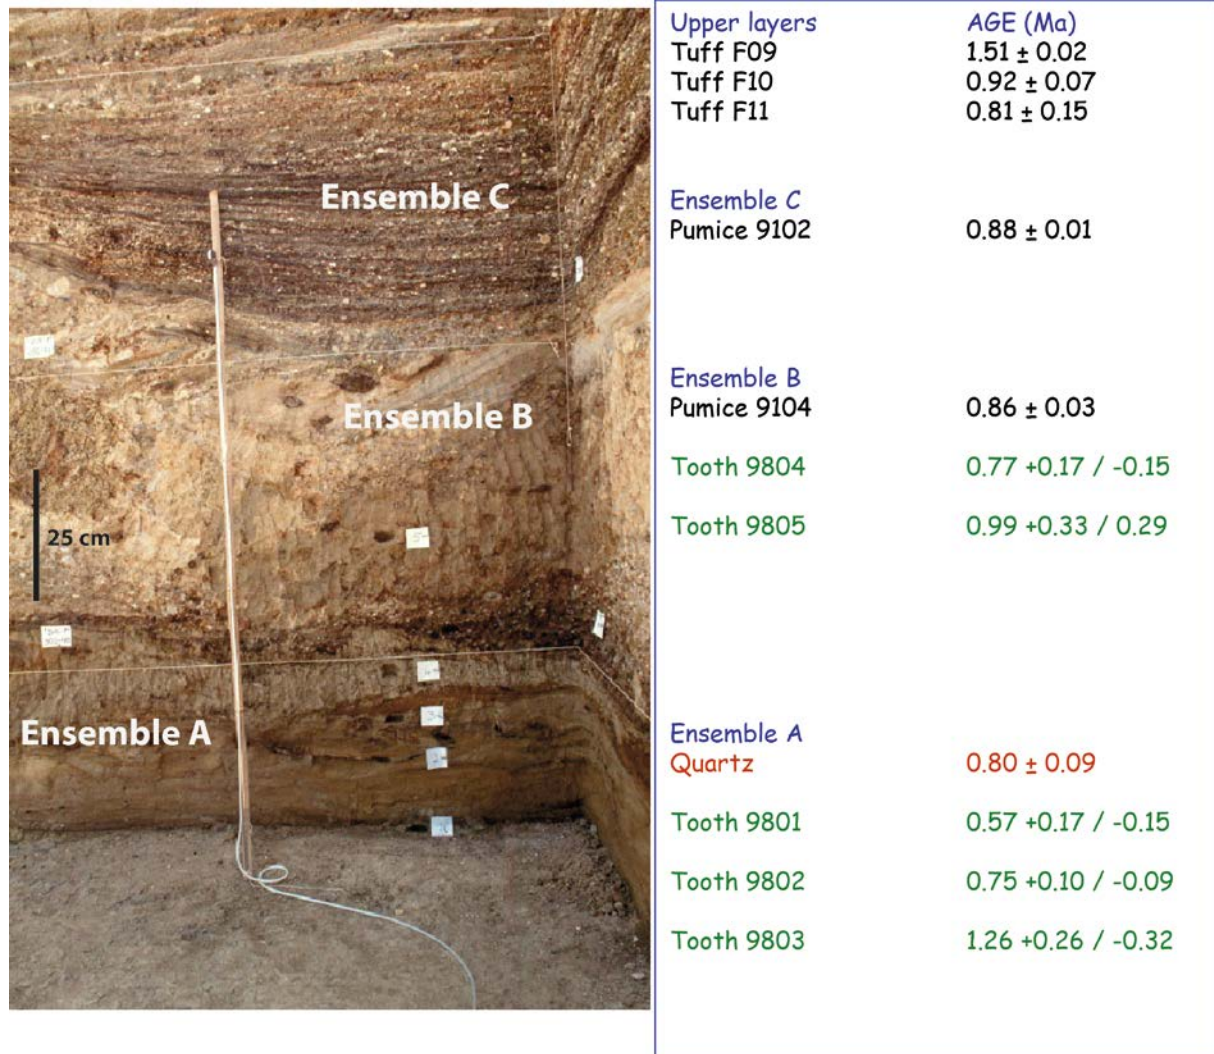 Ensemble C
Ensemble B
25 cm
Ensemble A
Upper layers AGE (Ma)
Tuff F09 1.51 ± 0.02
Tuff F10 0.92 ± 0.07
Tuff F11 0.81 ± 0.15
Ensemble C
Pumice 9102 0.88 ± 0.01
Ensemble B
Pumice 9104 0.86 ± 0.03
Tooth 9804 0.77 +0.17 / -0.15
Tooth 9805 0.99 +0.33 / 0.29
Ensemble A
Quartz 0.80 ± 0.09
Tooth 9801 0.57 +0.17 / -0.15
Tooth 9802 0.75 +0.10 / -0.09
Tooth 9803 1.26 +0.26 / -0.32